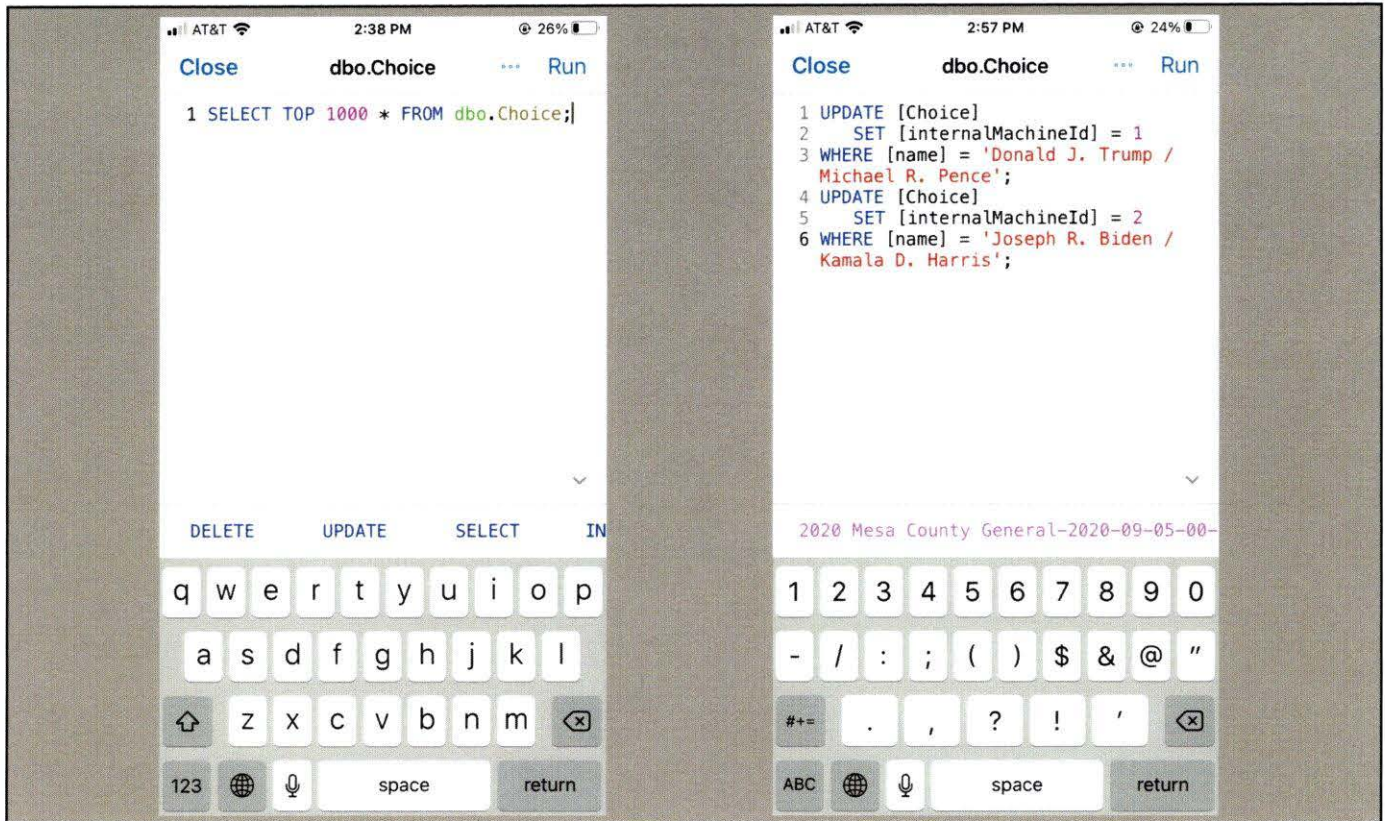 AT&T 2:38 PM 26%
Close dbo.Choice ... Run
1 SELECT TOP 1000 * FROM dbo.Choice;
DELETE UPDATE SELECT IN
q w e r t y u i o p
a s d f g h j k l
z x c v b n m
123 space return
AT&T 2:57 PM 24%
Close dbo.Choice ... Run
1 UPDATE [Choice]
2 SET [internalMachineId] = 1
3 WHERE [name] = 'Donald J. Trump /
Michael R. Pence';
4 UPDATE [Choice]
5 SET [internalMachineId] = 2
6 WHERE [name] = 'Joseph R. Biden /
Kamala D. Harris';
2020 Mesa County General-2020-09-05-00-
1 2 3 4 5 6 7 8 9 0
- / : ; ( ) $ & @ "
#+= . , ? ! '
ABC space return